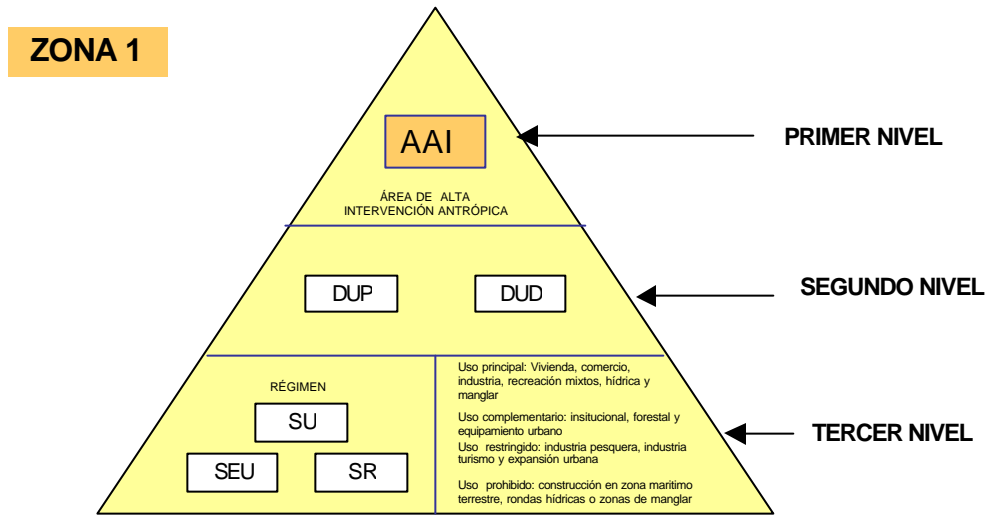 ZONA 1
AAI
PRIMER NIVEL
ÁREA DE ALTA
INTERVENCIÓN ANTRÓPICA
DUP
DUD
SEGUNDO NIVEL
RÉGIMEN
SU
SEU
SR
Uso principal: Vivienda, comercio,
industria, recreación mixtos, hídrica y
manglar
Uso complementario: insitucional, forestal y
equipamiento urbano
Uso restringido: industria pesquera, industria
turismo y expansión urbana
Uso prohibido: construcción en zona maritimo
terrestre, rondas hídricas o zonas de manglar
TERCER NIVEL